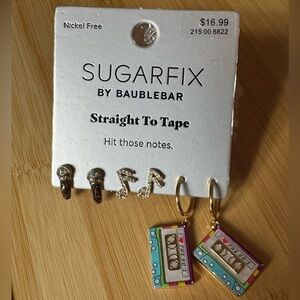 Nickel Free
$16.99
215 00 8822
SUGARFIX
BY BAUBLEBAR
Straight To Tape
Hit those notes.